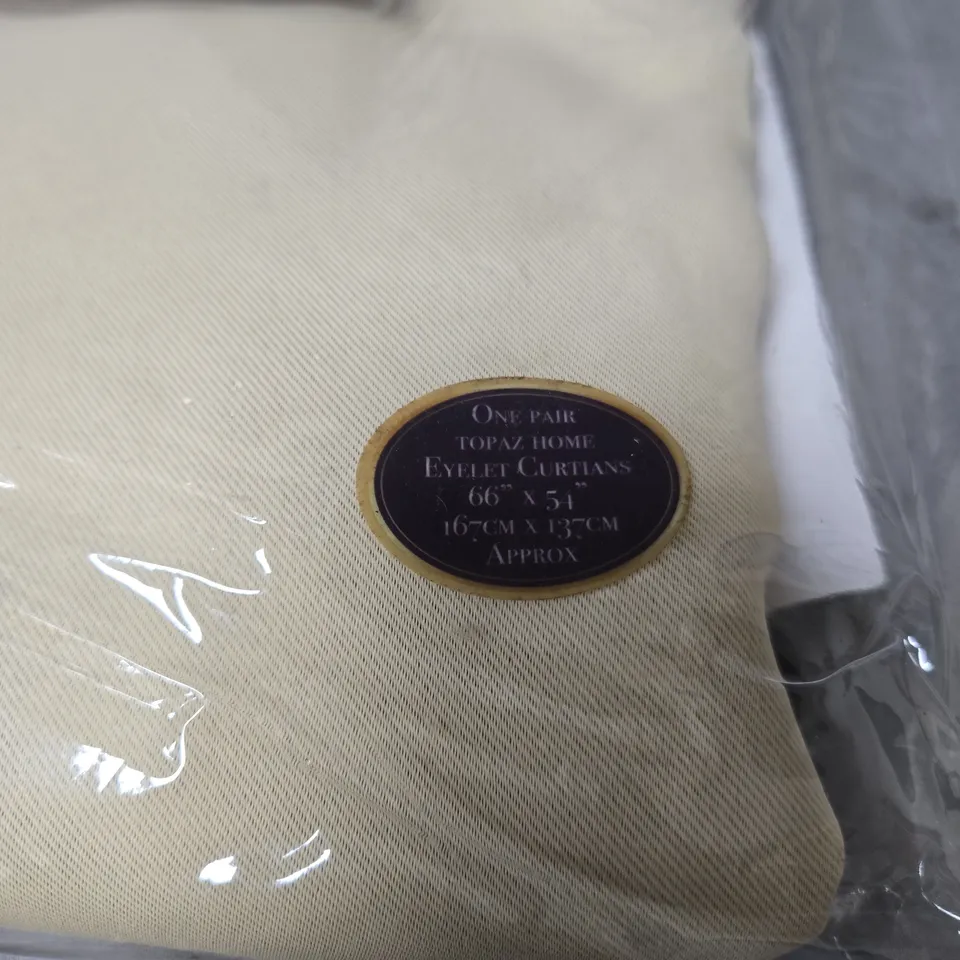 One pair
topaz home
Eyelet Curtians
66" x 54"
167cm x 137cm
Approx